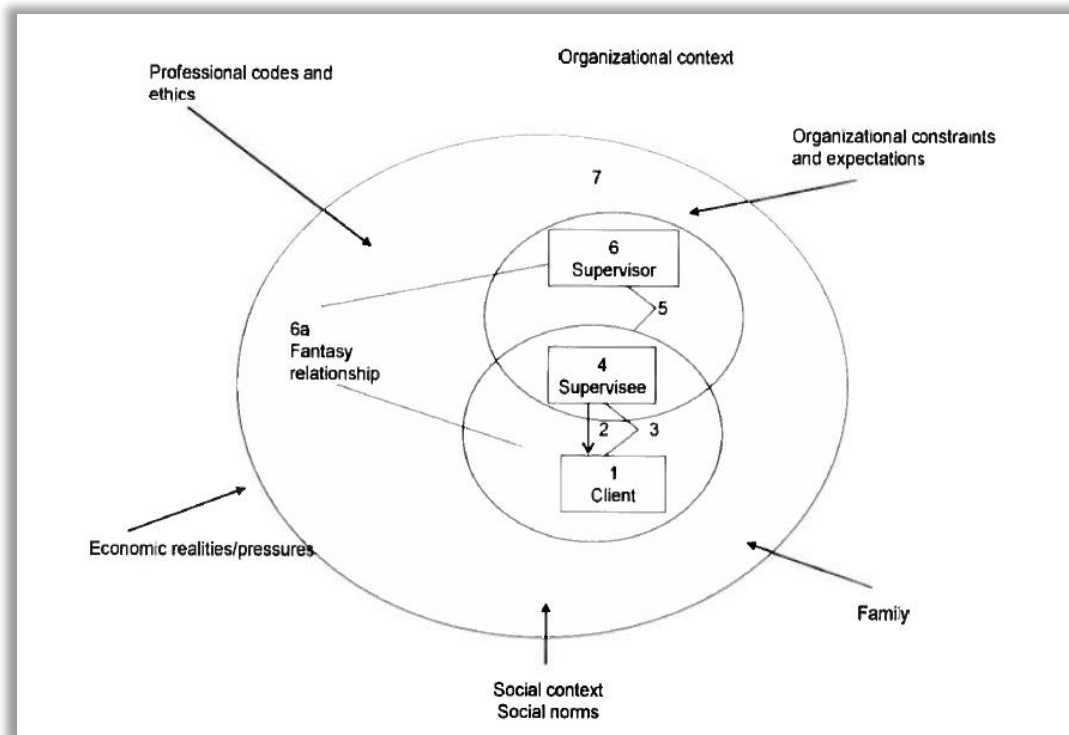 Organizational context
Professional codes and
ethics
Organizational constraints
and expectations
7
6
Supervisor
5
6a
Fantasy
relationship
4
Supervisee
2
3
1
Client
Economic realities/pressures
Family
Social context
Social norms